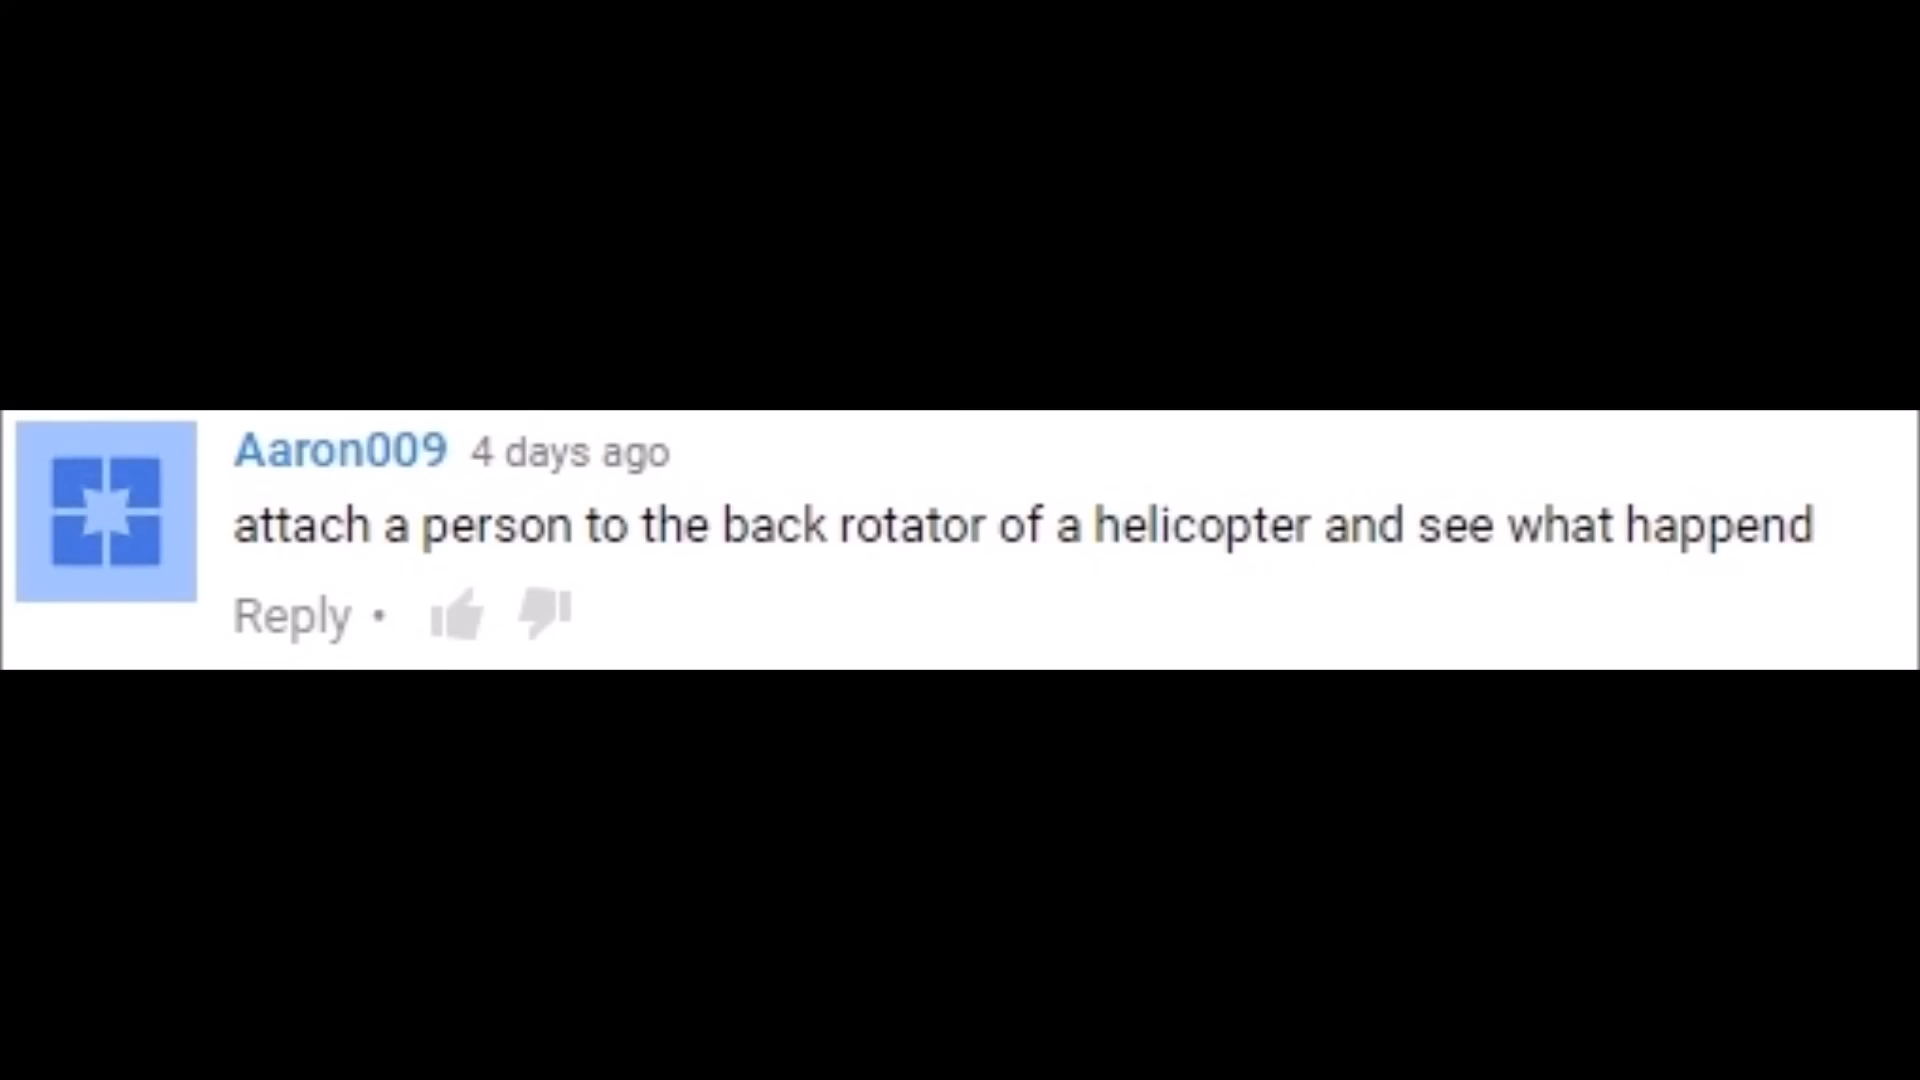 Aaron009 4 days ago
attach a person to the back rotator of a helicopter and see what happend
Reply •